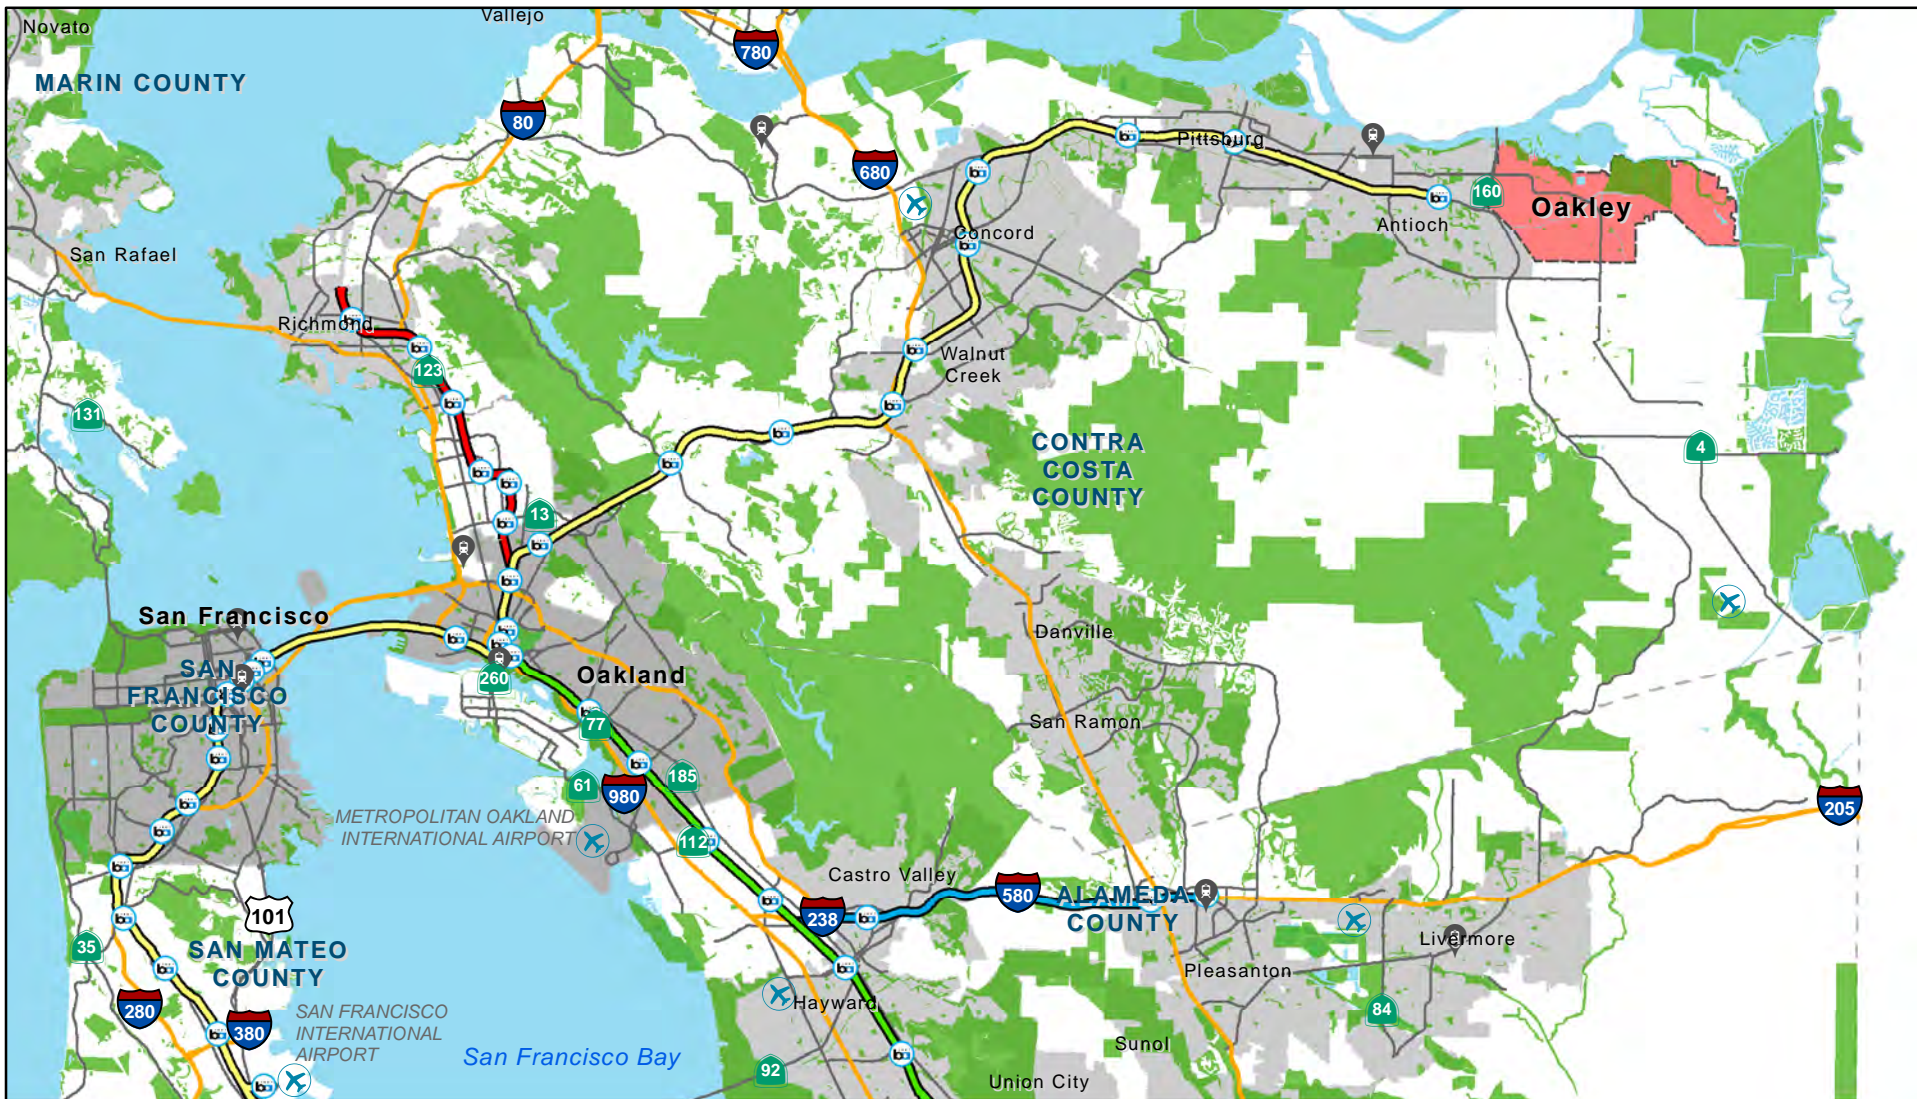 Novato
Vallejo
780
MARIN COUNTY
80
Pittsburg
680
160
Oakley
Antioch
Concord
San Rafael
Richmond
Walnut
Creek
123
131
CONTRA
COSTA
COUNTY
4
13
San Francisco
Danville
SAN
FRANCISCO
COUNTY
260
Oakland
San Ramon
77
185
61
980
205
METROPOLITAN OAKLAND
INTERNATIONAL AIRPORT
112
Castro Valley
580
ALAMEDA
COUNTY
101
238
35
SAN MATEO
COUNTY
Livermore
Pleasanton
280
380
SAN FRANCISCO
INTERNATIONAL
AIRPORT
Hayward
84
San Francisco Bay
Sunol
92
Union City